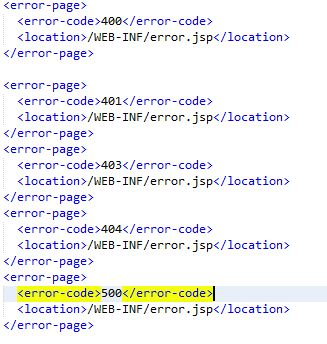 <error-page>
<error-code>400</error-code>
<location>/WEB-INF/error.jsp</location>
</error-page>
<error-page>
<error-code>401</error-code>
<location>/WEB-INF/error.jsp</location>
</error-page>
<error-page>
<error-code>403</error-code>
<location>/WEB-INF/error.jsp</location>
</error-page>
<error-page>
<error-code>404</error-code>
<location>/WEB-INF/error.jsp</location>
</error-page>
<error-page>
<error-code>500</error-code>
<location>/WEB-INF/error.jsp</location>
</error-page>